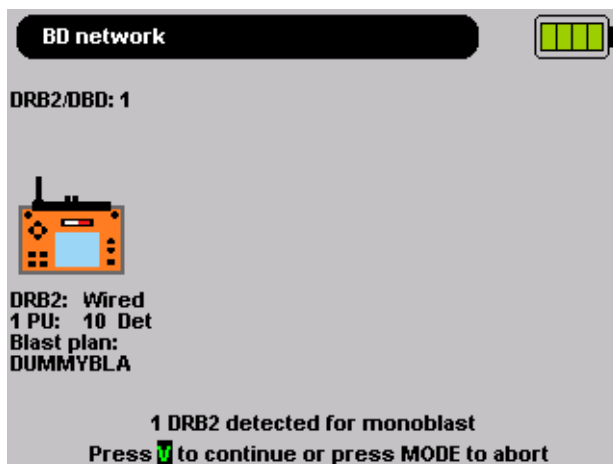 BD network
DRB2/DBD: 1
DRB2: Wired
1 PU: 10 Det
Blast plan:
DUMMYBLA
1 DRB2 detected for monoblast
Press V to continue or press MODE to abort